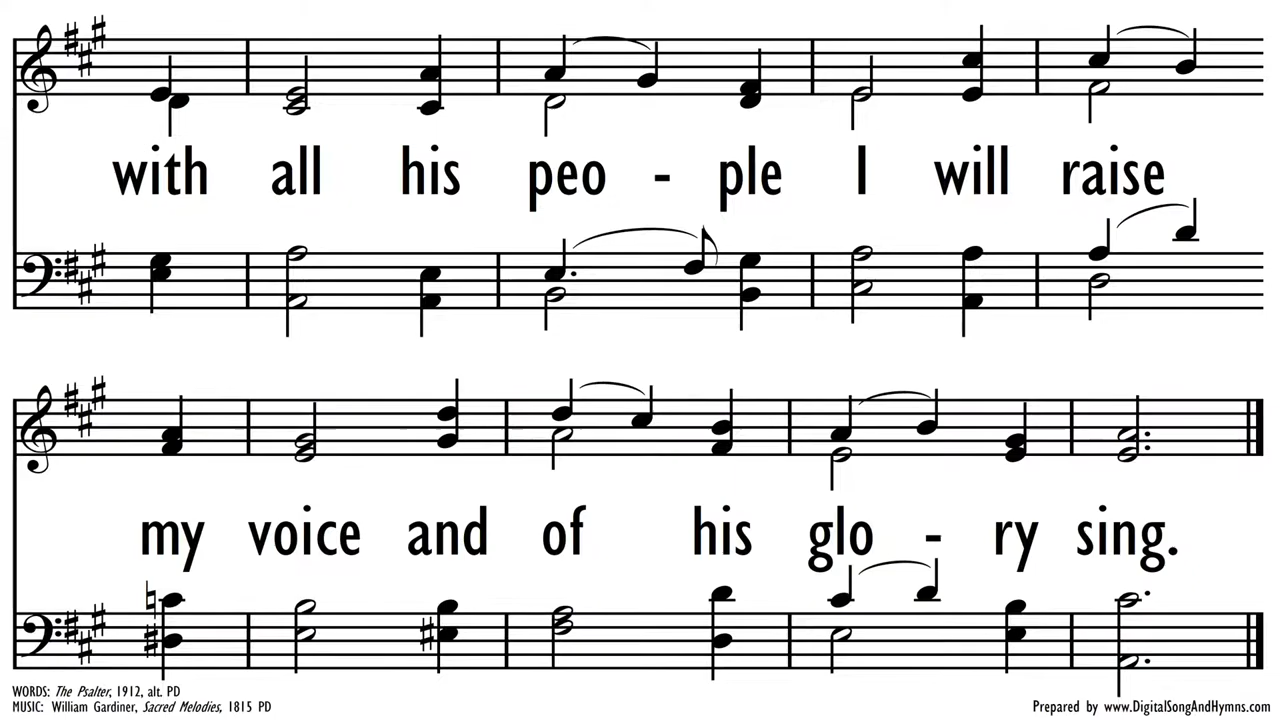 with all his peo - ple I will raise
my voice and of his glo - ry sing.
WORDS: The Psalter, 1912, alt. PD
MUSIC: William Gardiner, Sacred Melodies, 1815 PD
Prepared by www.DigitalSongAndHymns.com